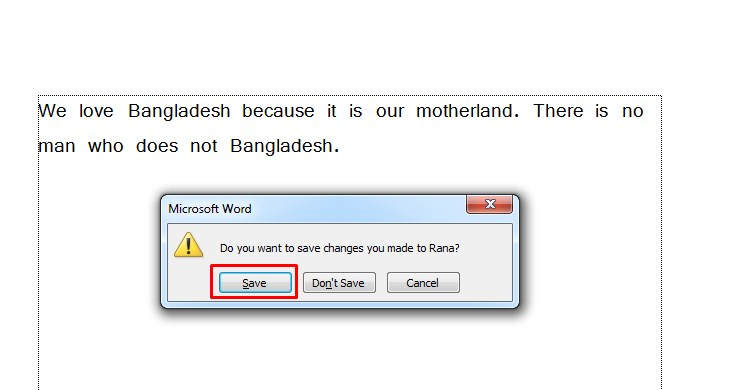 We love Bangladesh because it is our motherland. There is no
man who does not Bangladesh.
Microsoft Word
Do you want to save changes you made to Rana?
Save Don't Save Cancel